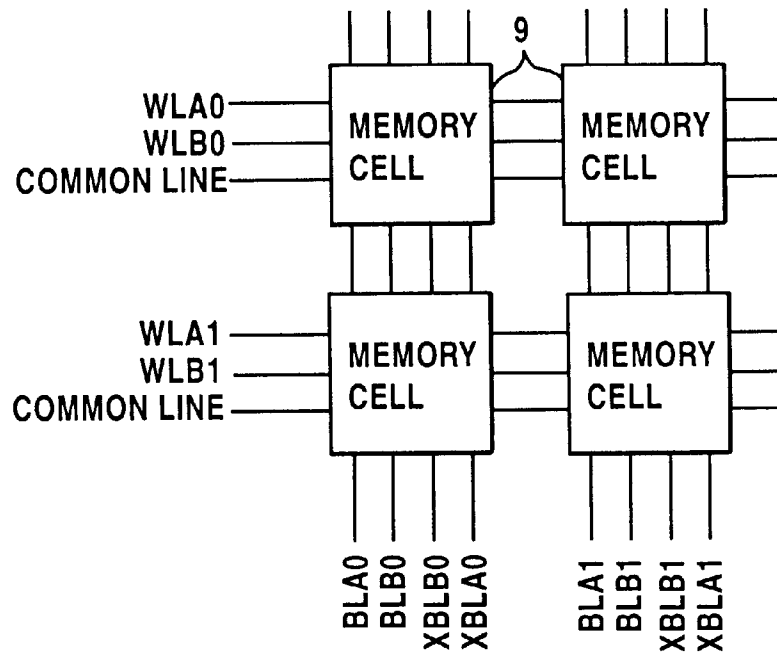 9
WLA0
WLB0
COMMON LINE
MEMORY
CELL
MEMORY
CELL
WLA1
WLB1
COMMON LINE
MEMORY
CELL
MEMORY
CELL
BLA0
BLB0
XBLB0
XBLA0
BLA1
BLB1
XBLB1
XBLA1